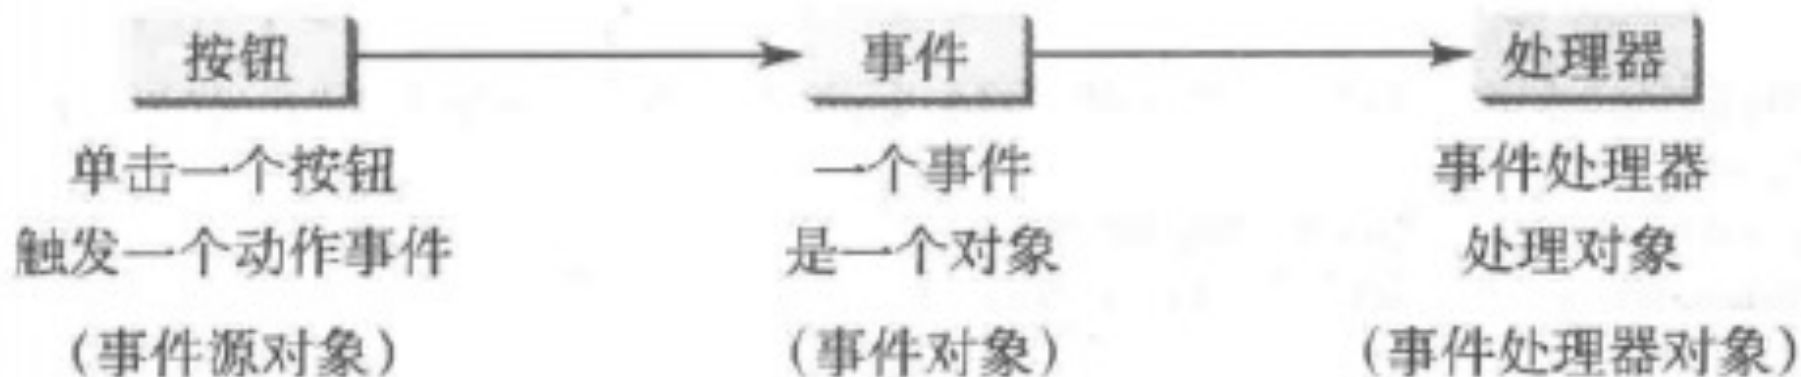 按钮 事件 处理器
单击一个按钮 一个事件 事件处理器
触发一个动作事件 是一个对象 处理对象
(事件源对象) (事件对象) (事件处理器对象)